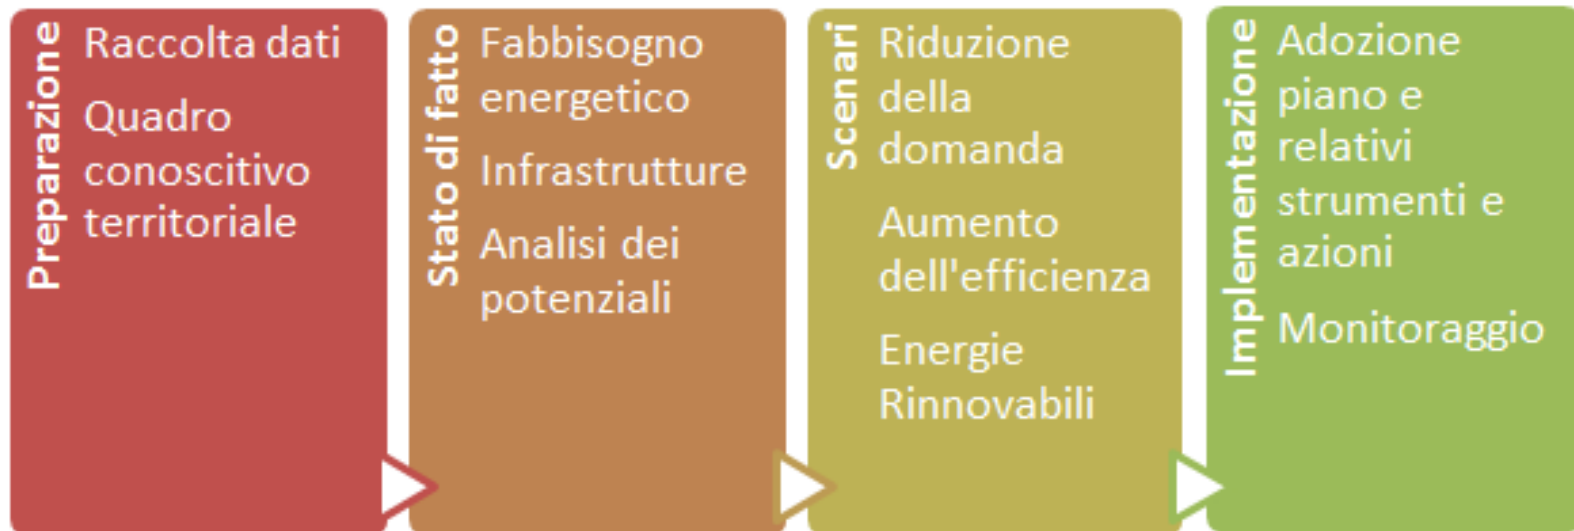 Preparazione
Raccolta dati
Quadro
conoscitivo
territoriale
Stato di fatto
Fabbisogno
energetico
Infrastrutture
Analisi dei
potenziali
Scenari
Riduzione
della
domanda
Aumento
dell'efficienza
Energie
Rinnovabili
Implementazione
Adozione
piano e
relativi
strumenti e
azioni
Monitoraggio